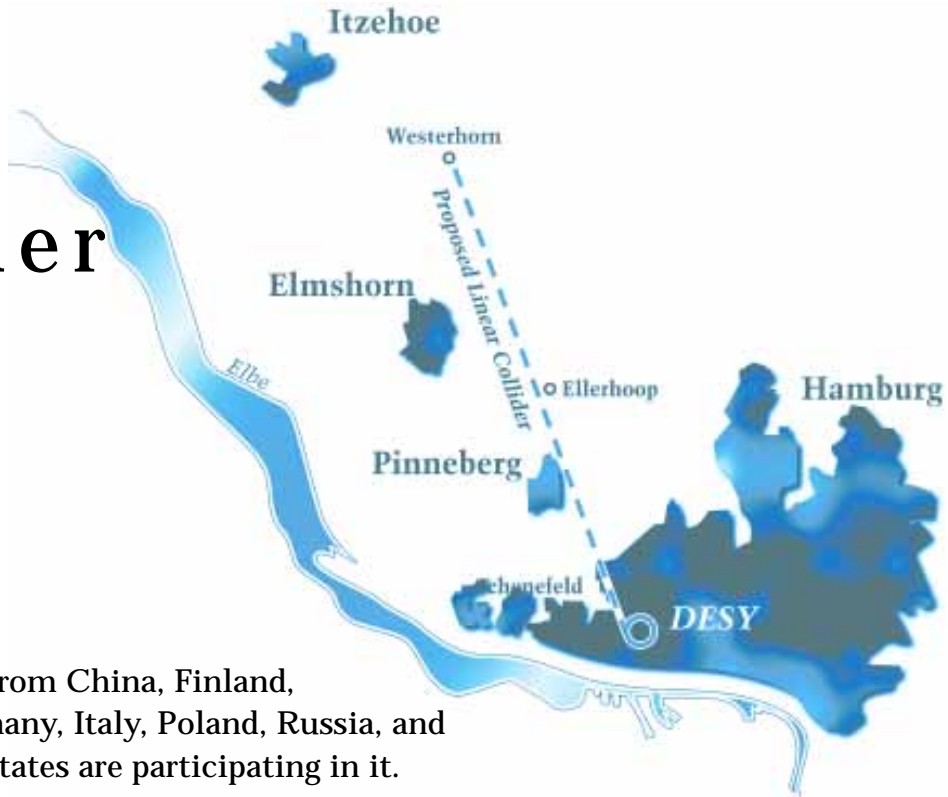 Itzehoe
Westerhorn
Proposed Linear Collider
er
Elmshorn
Elbe
Ellerhoop
Hamburg
Pinneberg
DESY
rom China, Finland,
any, Italy, Poland, Russia, and
tates are participating in it.